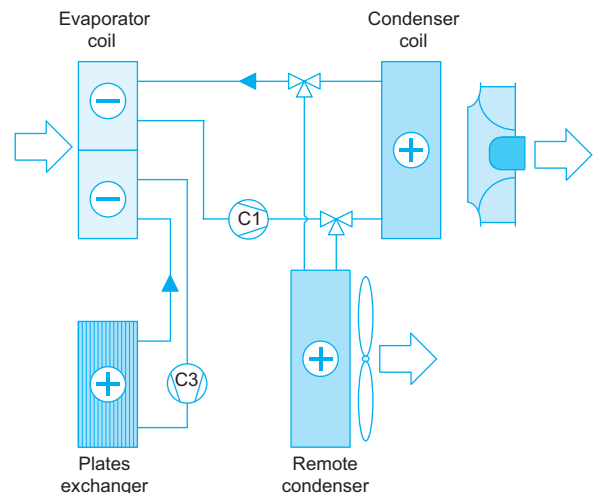 Evaporator
coil
Condenser
coil
C1
C3
Plates
exchanger
Remote
condenser